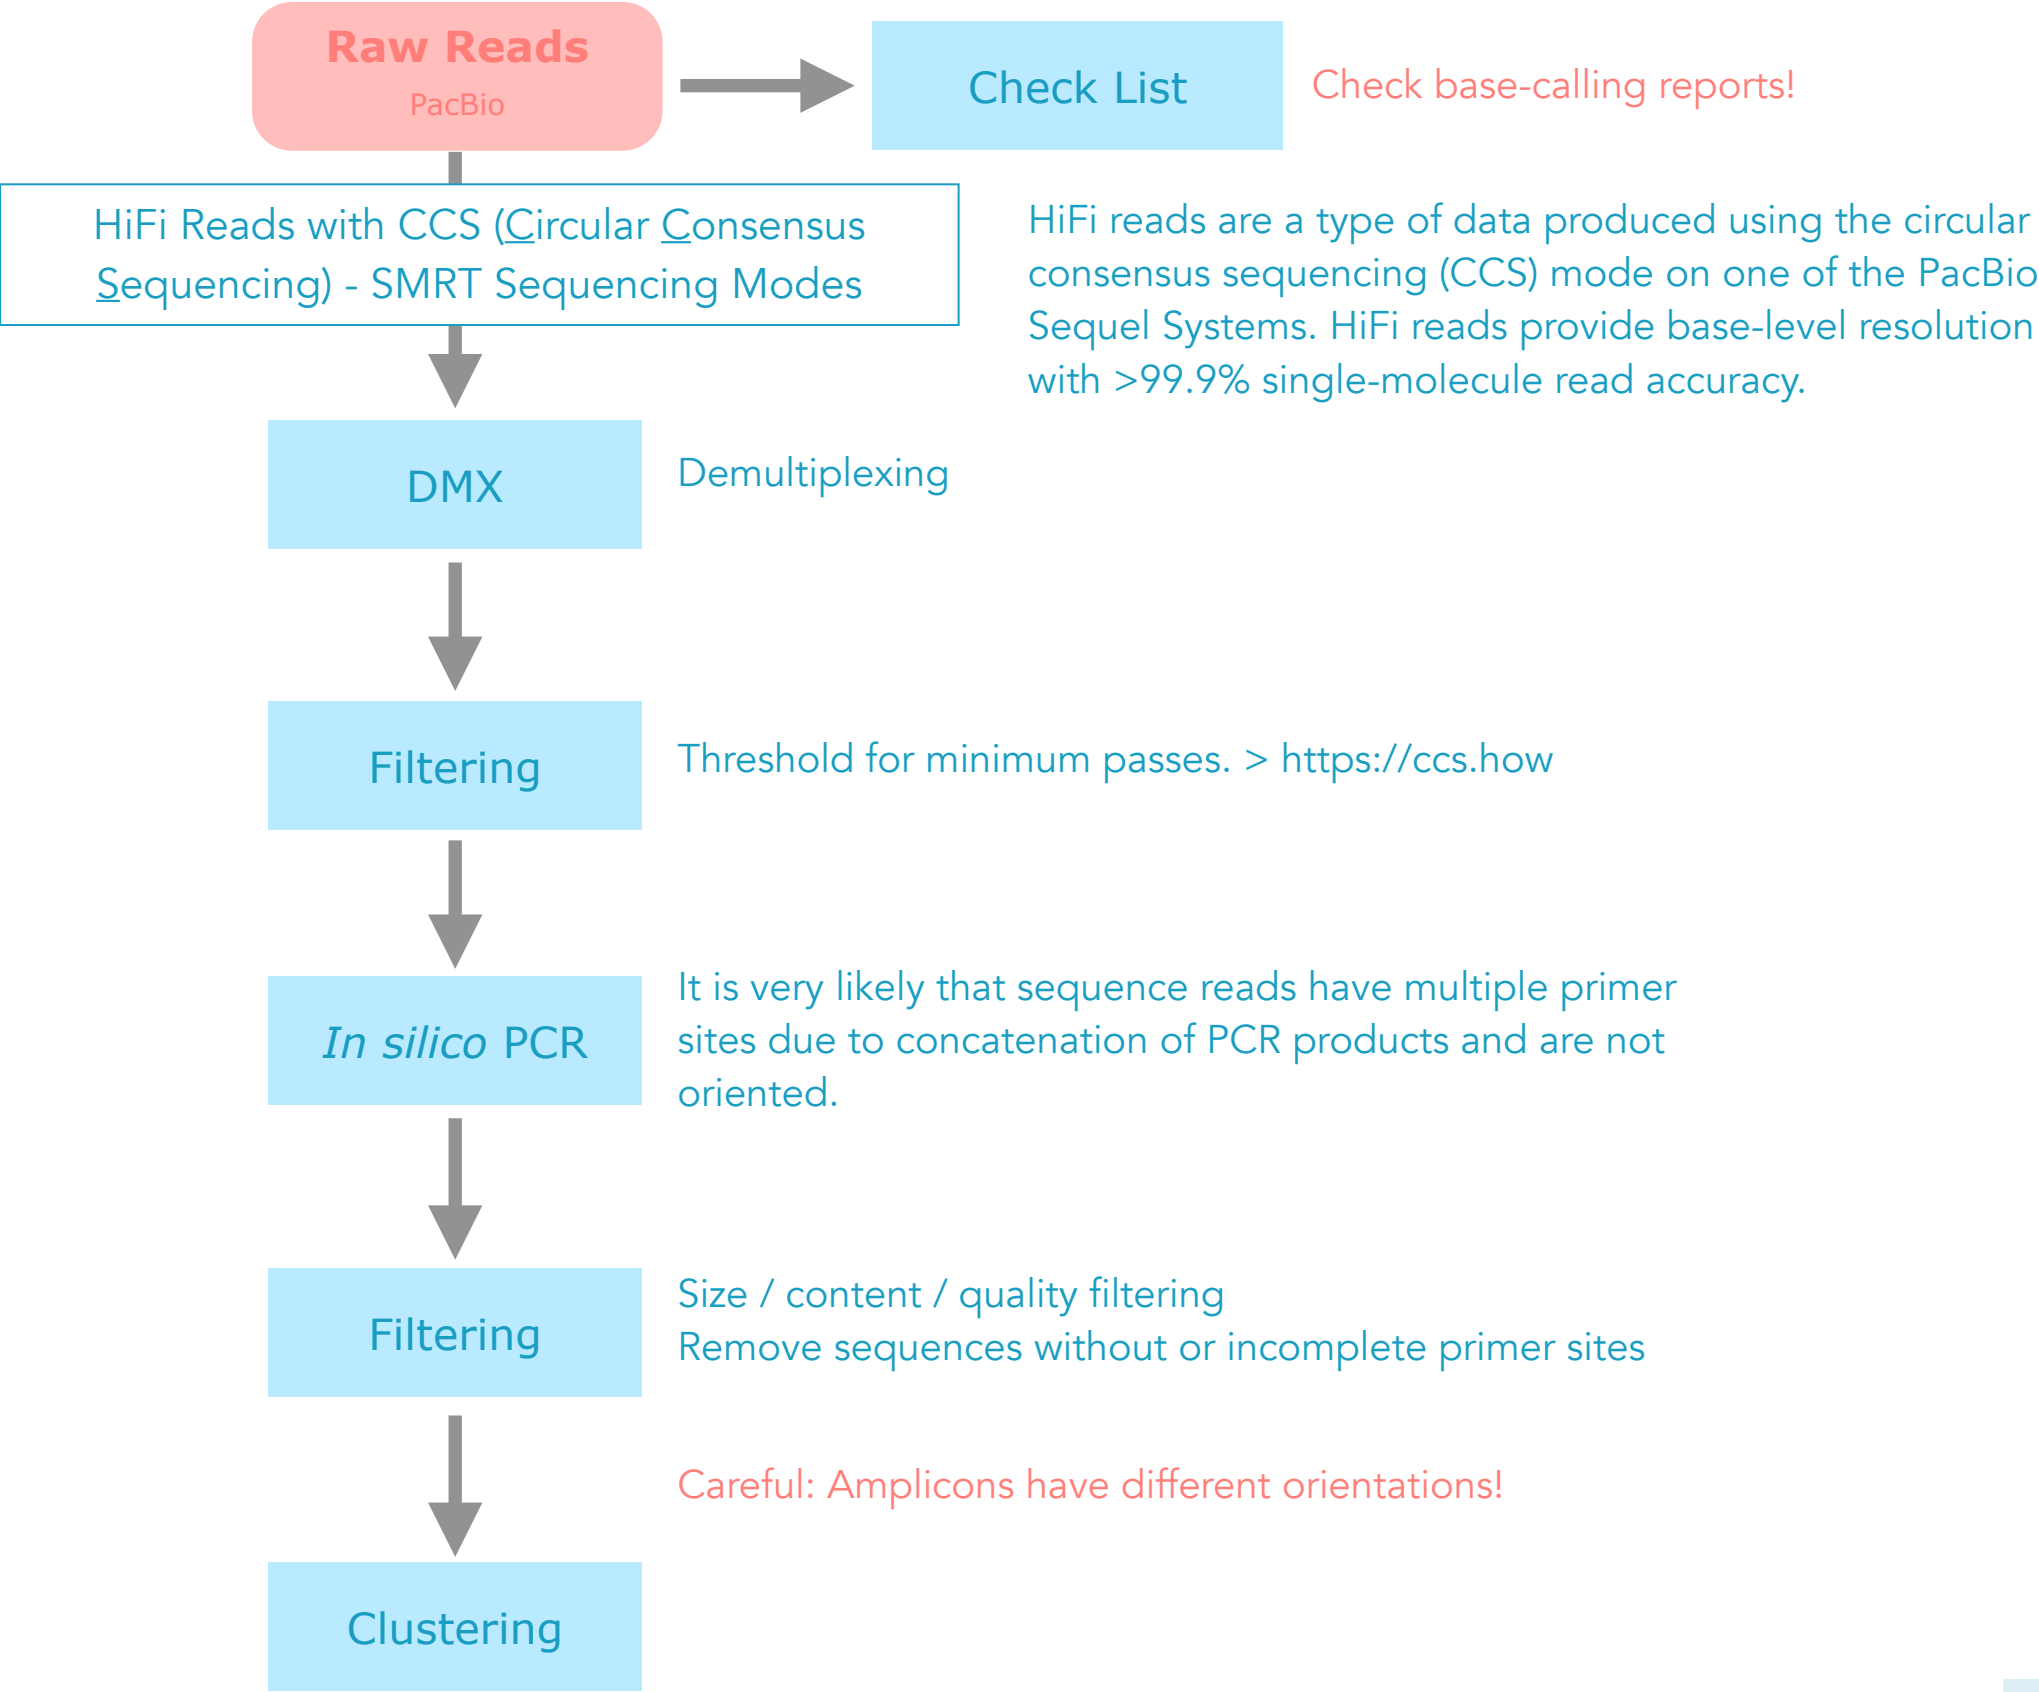 Raw Reads
PacBio
Check List
Check base-calling reports!
HiFi Reads with CCS (Circular Consensus
Sequencing) - SMRT Sequencing Modes
HiFi reads are a type of data produced using the circular
consensus sequencing (CCS) mode on one of the PacBio
Sequel Systems. HiFi reads provide base-level resolution
with >99.9% single-molecule read accuracy.
DMX
Demultiplexing
Filtering
Threshold for minimum passes. > https://ccs.how
In silico PCR
It is very likely that sequence reads have multiple primer
sites due to concatenation of PCR products and are not
oriented.
Filtering
Size / content / quality filtering
Remove sequences without or incomplete primer sites
Careful: Amplicons have different orientations!
Clustering